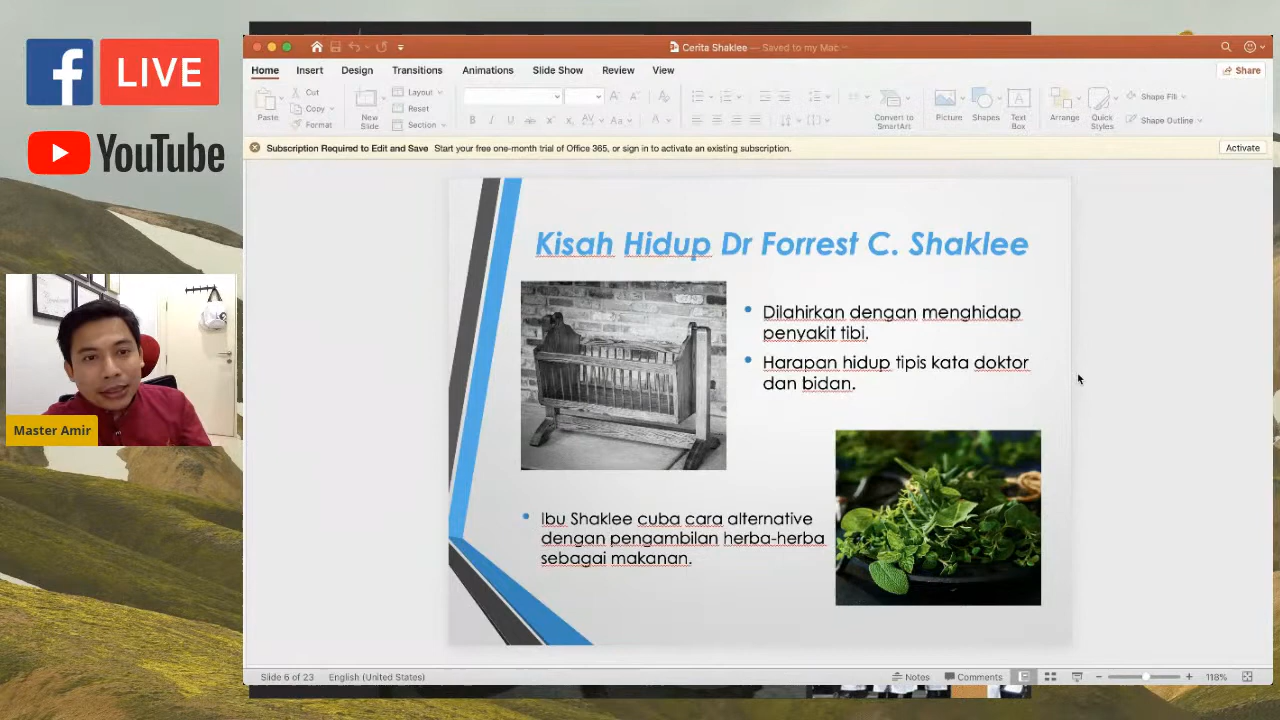 f LIVE
YouTube
Master Amir
Cerita Shaklee — Saved to my Mac
Home Insert Design Transitions Animations Slide Show Review View Share
Paste Cut Copy Format New Slide Layout Reset Section Convert to SmartArt Picture Shapes Text Box Arrange Quick Styles Shape Fill Shape Outline
Subscription Required to Edit and Save Start your free one-month trial of Office 365, or sign in to activate an existing subscription. Activate
Kisah Hidup Dr Forrest C. Shaklee
• Dilahirkan dengan menghidap
penyakit tibi.
• Harapan hidup tipis kata doktor
dan bidan.
• Ibu Shaklee cuba cara alternative
dengan pengambilan herba-herba
sebagai makanan.
Slide 6 of 23 English (United States) Notes Comments 118%